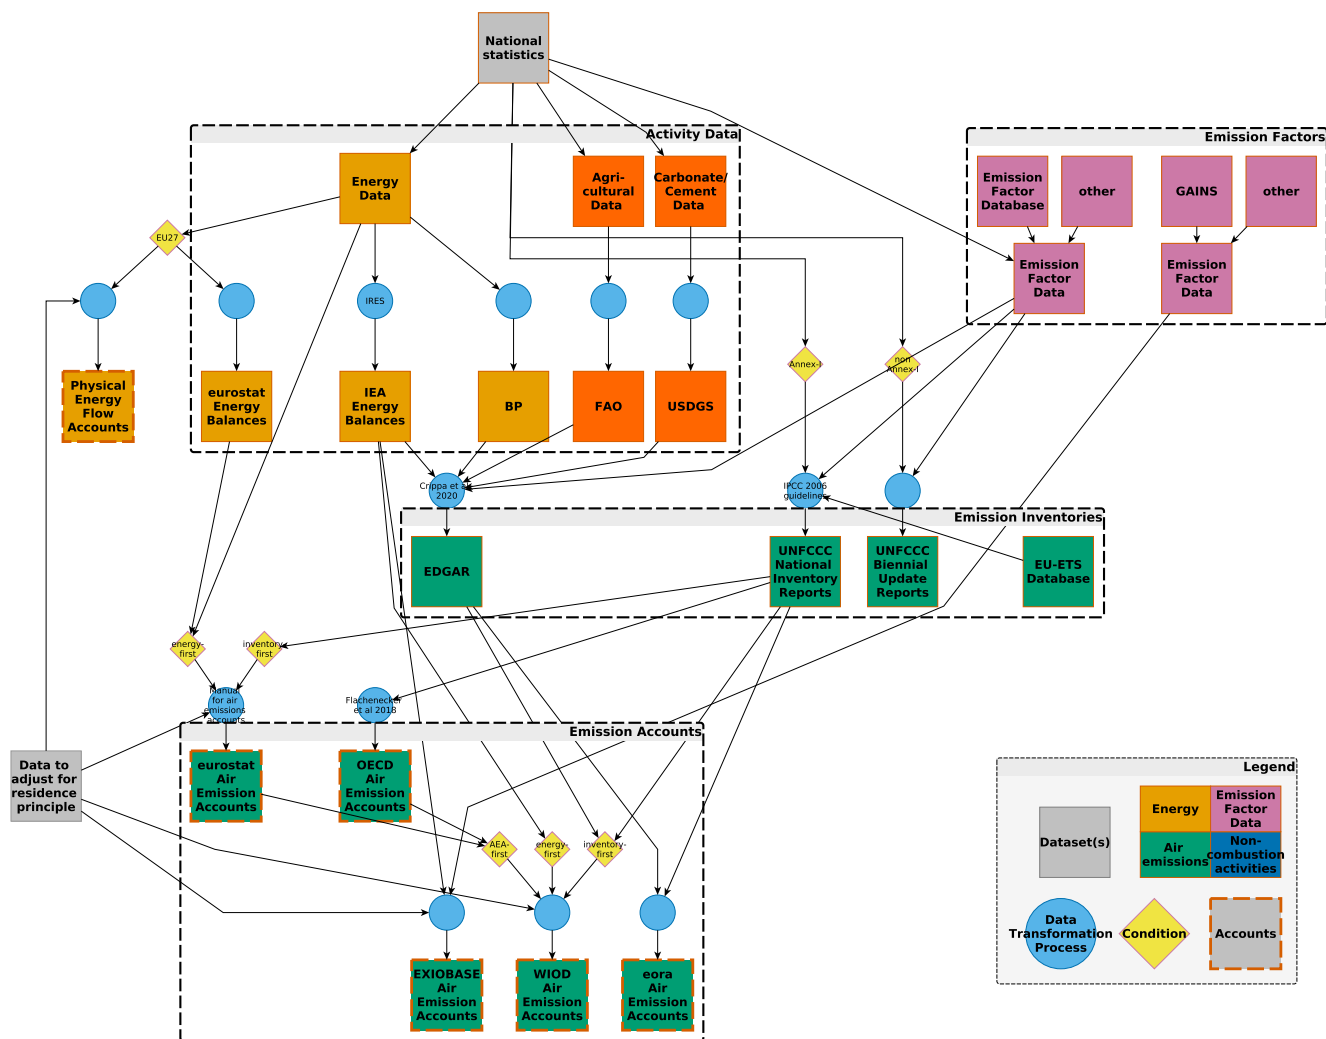 National
statistics
Activity Data
Emission Factors
Energy
Data
Agri-
cultural
Data
Carbonate/
Cement
Data
Emission
Factor
Database
other
GAINS
other
EU27
Emission
Factor
Data
Emission
Factor
Data
IRES
Annex-I
non
Annex-I
Physical
Energy
Flow
Accounts
eurostat
Energy
Balances
IEA
Energy
Balances
BP
FAO
USDGS
Crippa et al
2020
IPCC 2006
guidelines
Emission Inventories
EDGAR
UNFCCC
National
Inventory
Reports
UNFCCC
Biennial
Update
Reports
EU-ETS
Database
energy-
first
inventory-
first
Manual
for air
emissions
accounts
Flachenecker
et al 2018
Emission Accounts
Data to
adjust for
residence
principle
eurostat
Air
Emission
Accounts
OECD
Air
Emission
Accounts
AEA-
first
energy-
first
inventory-
first
EXIOBASE
Air
Emission
Accounts
WIOD
Air
Emission
Accounts
eora
Air
Emission
Accounts
Legend
Dataset(s)
Energy
Emission
Factor
Data
Air
emissions
Non-
combustion
activities
Data
Transformation
Process
Condition
Accounts